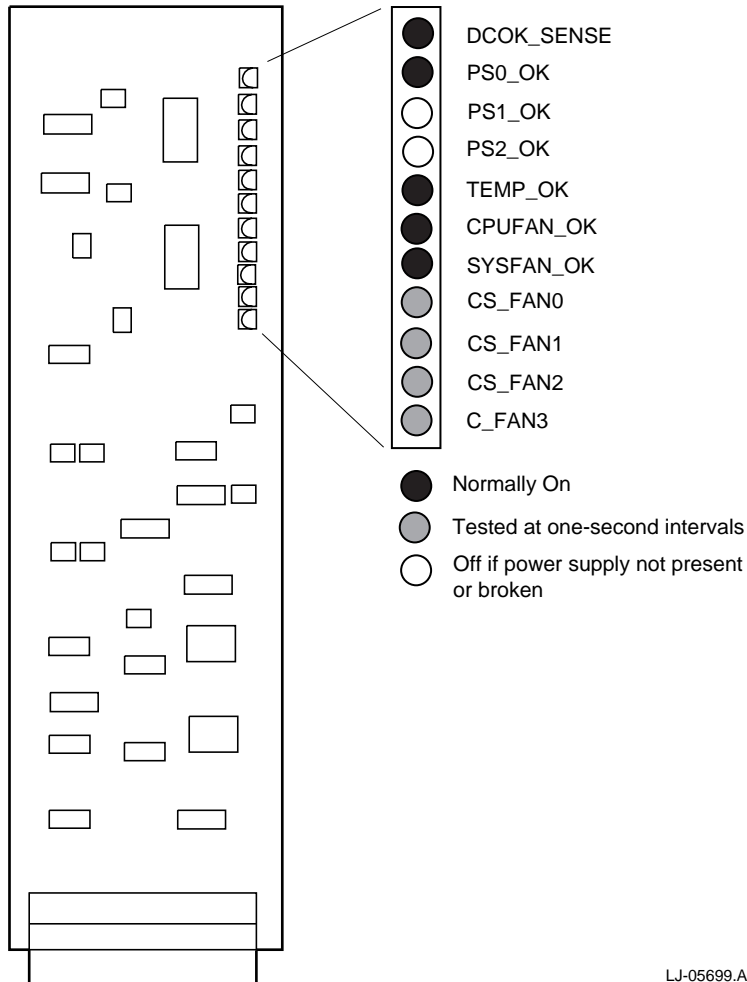 DCOK_SENSE
PS0_OK
PS1_OK
PS2_OK
TEMP_OK
CPUFAN_OK
SYSFAN_OK
CS_FAN0
CS_FAN1
CS_FAN2
C_FAN3
Normally On
Tested at one-second intervals
Off if power supply not present
or broken
LJ-05699.A